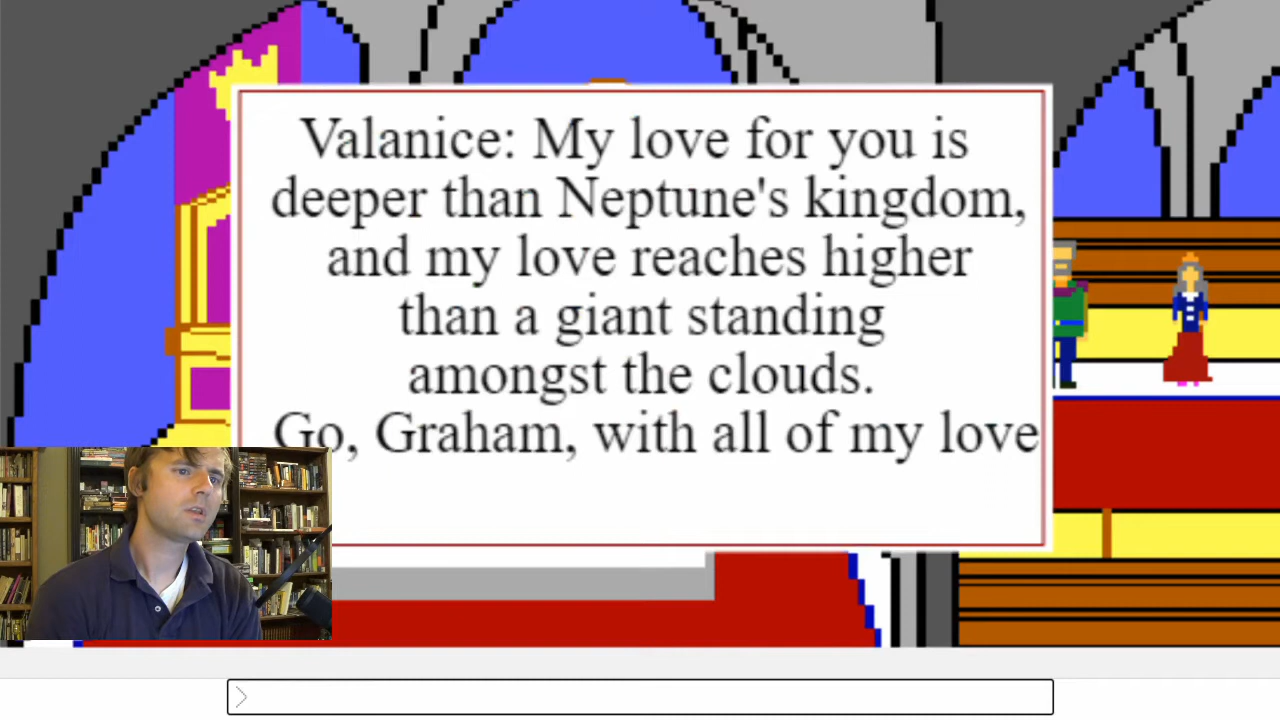 Valanice: My love for you is
deeper than Neptune's kingdom,
and my love reaches higher
than a giant standing
amongst the clouds.
Go, Graham, with all of my love
>